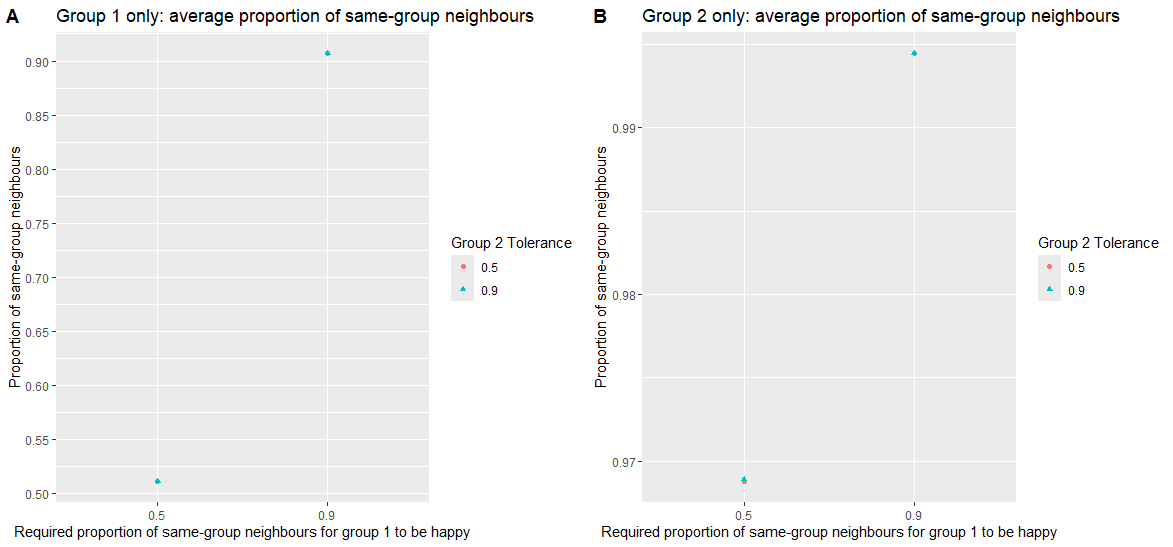 A
Group 1 only: average proportion of same-group neighbours
Proportion of same-group neighbours
0.90
0.85
0.80
0.75
0.70
0.65
0.60
0.55
0.50
0.5
0.9
Required proportion of same-group neighbours for group 1 to be happy
Group 2 Tolerance
0.5
0.9
B
Group 2 only: average proportion of same-group neighbours
Proportion of same-group neighbours
0.99
0.98
0.97
0.5
0.9
Required proportion of same-group neighbours for group 1 to be happy
Group 2 Tolerance
0.5
0.9